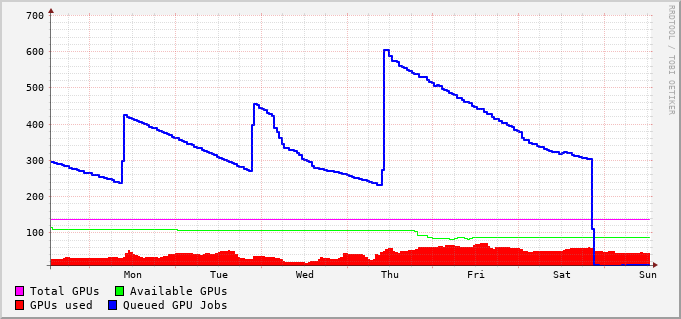 700
600
500
400
300
200
100
Mon Tue Wed Thu Fri Sat Sun
Total GPUs Available GPUs
GPUs used Queued GPU Jobs
RRDTOOL / TOBI OETIKER